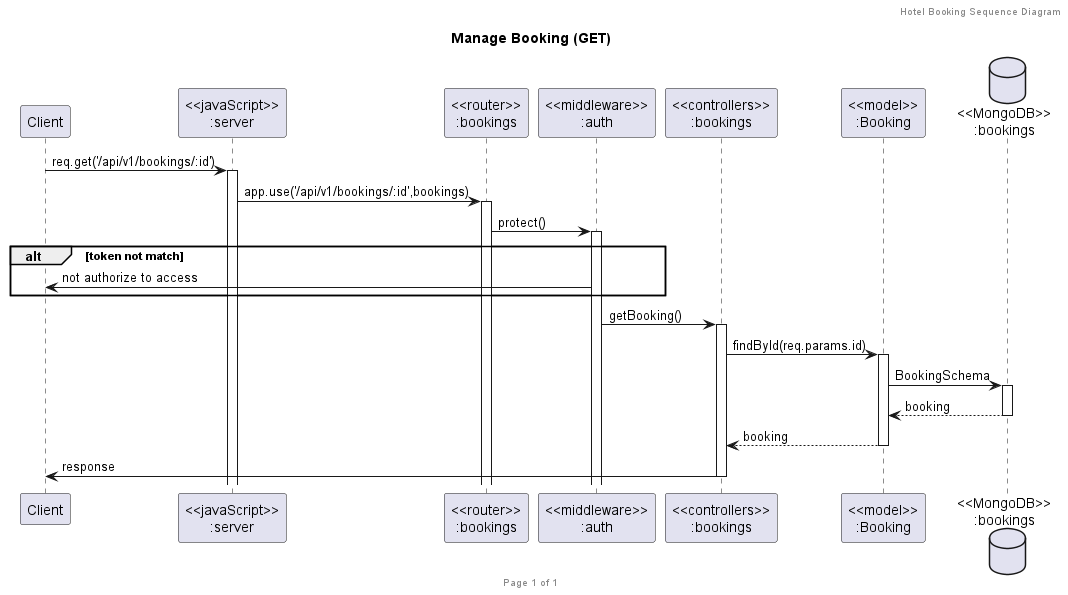 Hotel Booking Sequence Diagram
Manage Booking (GET)
Client
<<javaScript>>
:server
<<router>>
:bookings
<<middleware>>
:auth
<<controllers>>
:bookings
<<model>>
:Booking
<<MongoDB>>
:bookings
req.get('/api/v1/bookings/:id')
app.use('/api/v1/bookings/:id',bookings)
protect()
alt [token not match]
not authorize to access
getBooking()
findById(req.params.id)
BookingSchema
booking
booking
response
Client
<<javaScript>>
:server
<<router>>
:bookings
<<middleware>>
:auth
<<controllers>>
:bookings
<<model>>
:Booking
<<MongoDB>>
:bookings
Page 1 of 1